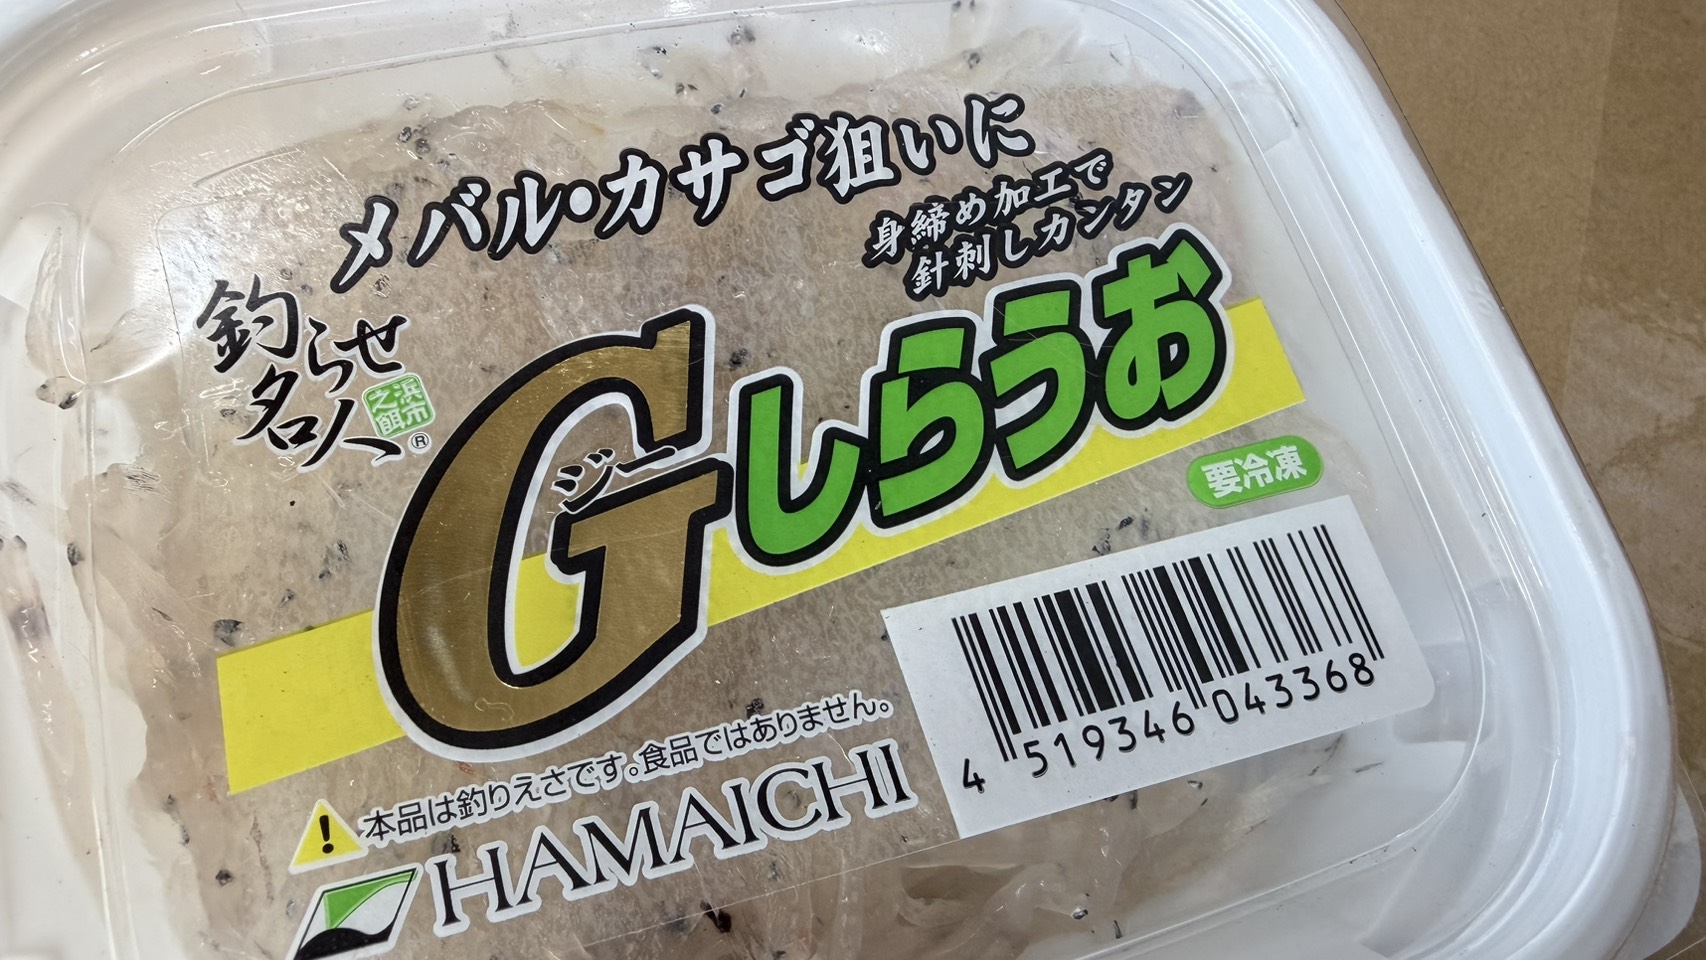 メバル・カサゴ狙いに
身締め加工で
針刺しカンタン
釣らせ
名人
浜市
之餌
®
Gしらうお
ジー
要冷凍
4 519346 043368
! 本品は釣りえさです。食品ではありません。
HAMAICHI